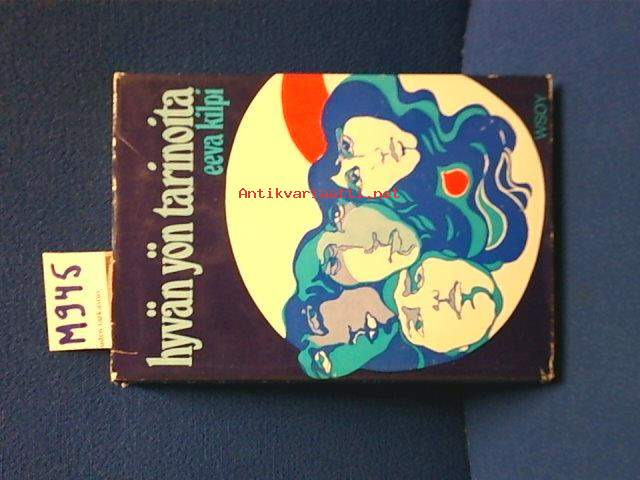 hyvän yön tarinoita
eeva kilpi
WSOY
Antikvariaatti.net
M945